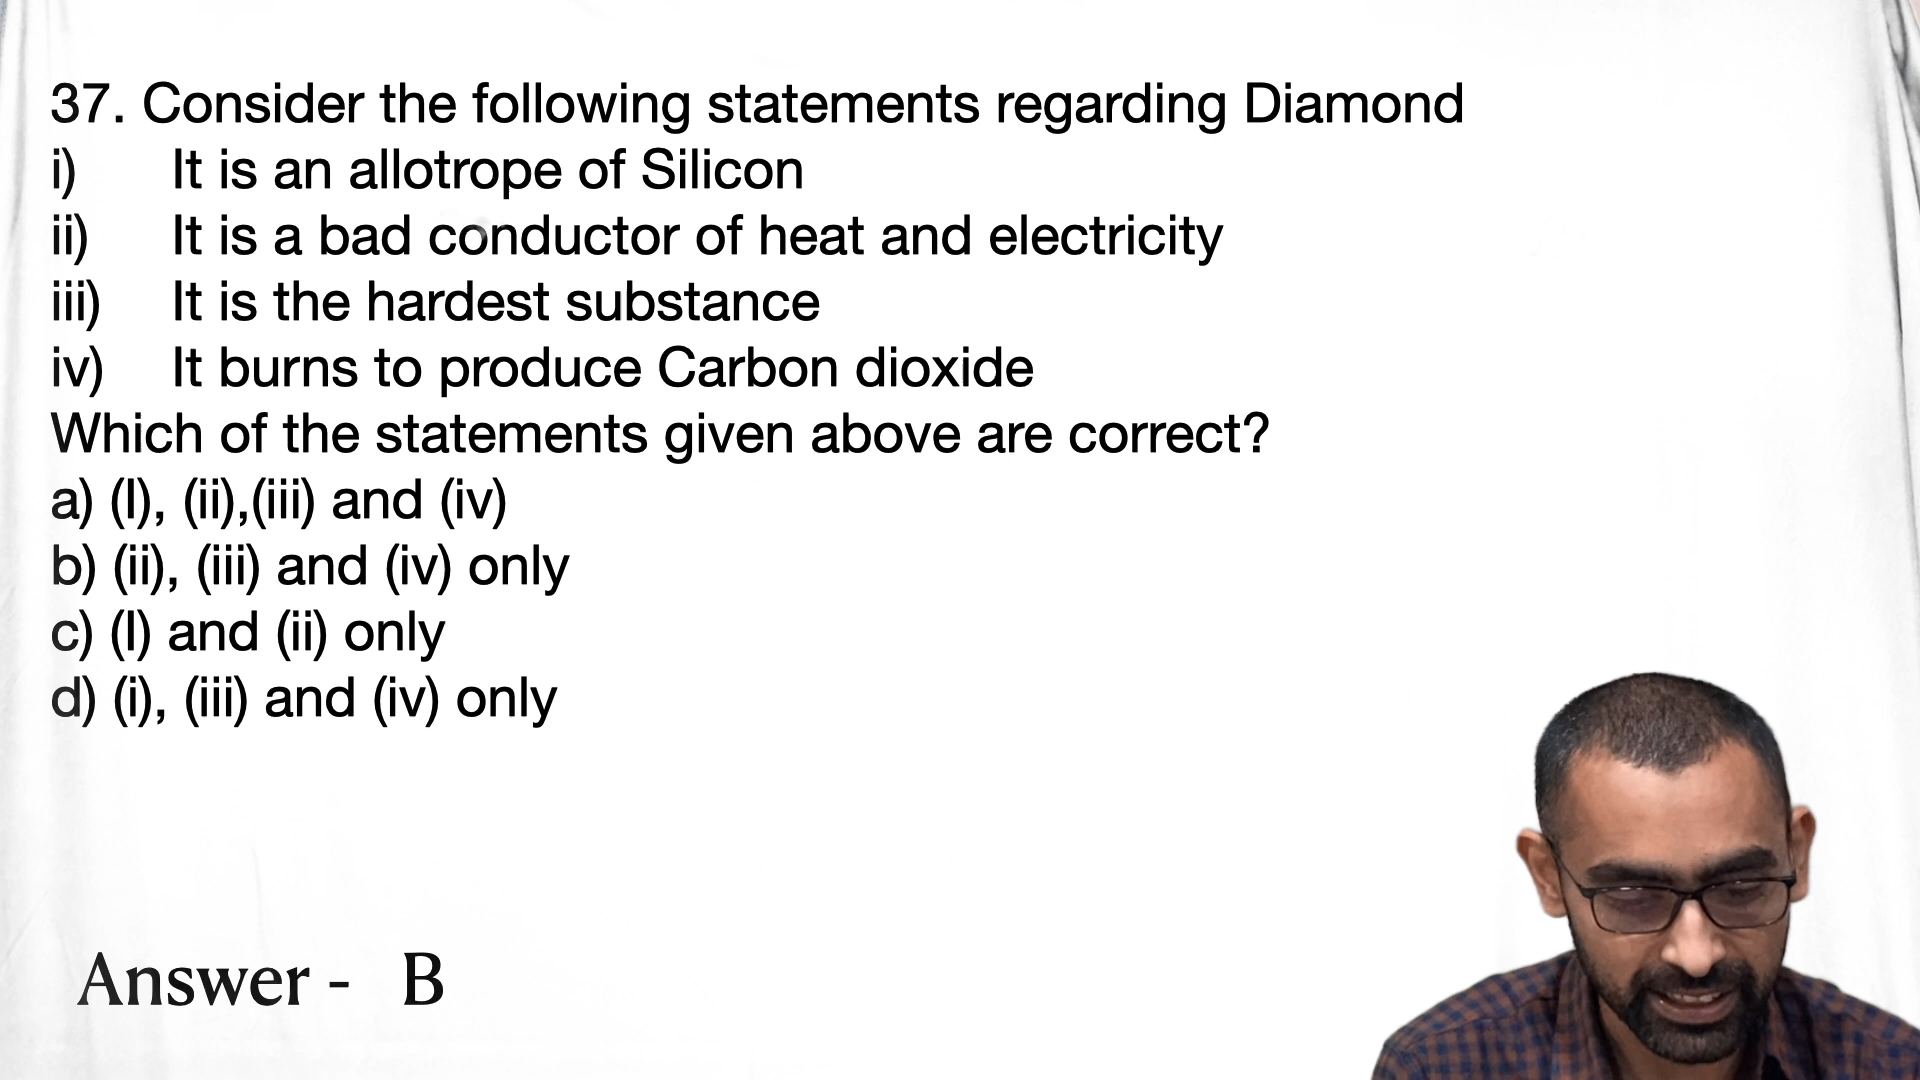 37. Consider the following statements regarding Diamond
i) It is an allotrope of Silicon
ii) It is a bad conductor of heat and electricity
iii) It is the hardest substance
iv) It burns to produce Carbon dioxide
Which of the statements given above are correct?
a) (I), (ii),(iii) and (iv)
b) (ii), (iii) and (iv) only
c) (I) and (ii) only
d) (i), (iii) and (iv) only
Answer - B